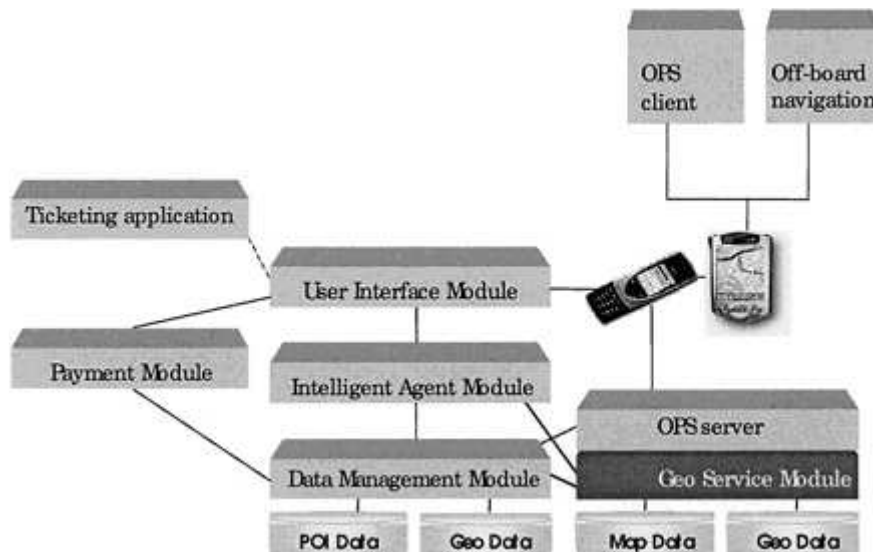 OPS
client
Off-board
navigation
Ticketing application
User Interface Module
Payment Module
Intelligent Agent Module
OPS server
Data Management Module
Geo Service Module
POI Data
Geo Data
Map Data
Geo Data